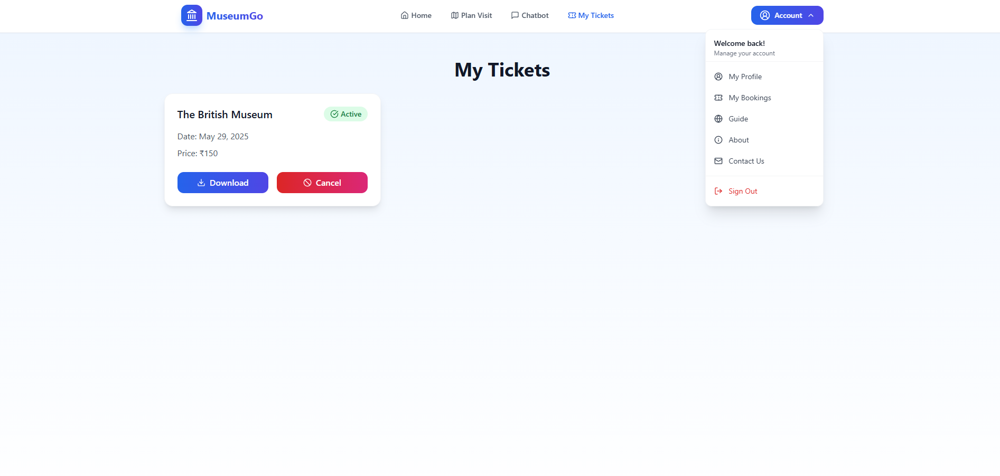 MuseumGo
Home
Plan Visit
Chatbot
My Tickets
Account
Welcome back!
Manage your account
My Profile
My Bookings
Guide
About
Contact Us
Sign Out
My Tickets
The British Museum
Active
Date: May 29, 2025
Price: ₹150
Download
Cancel